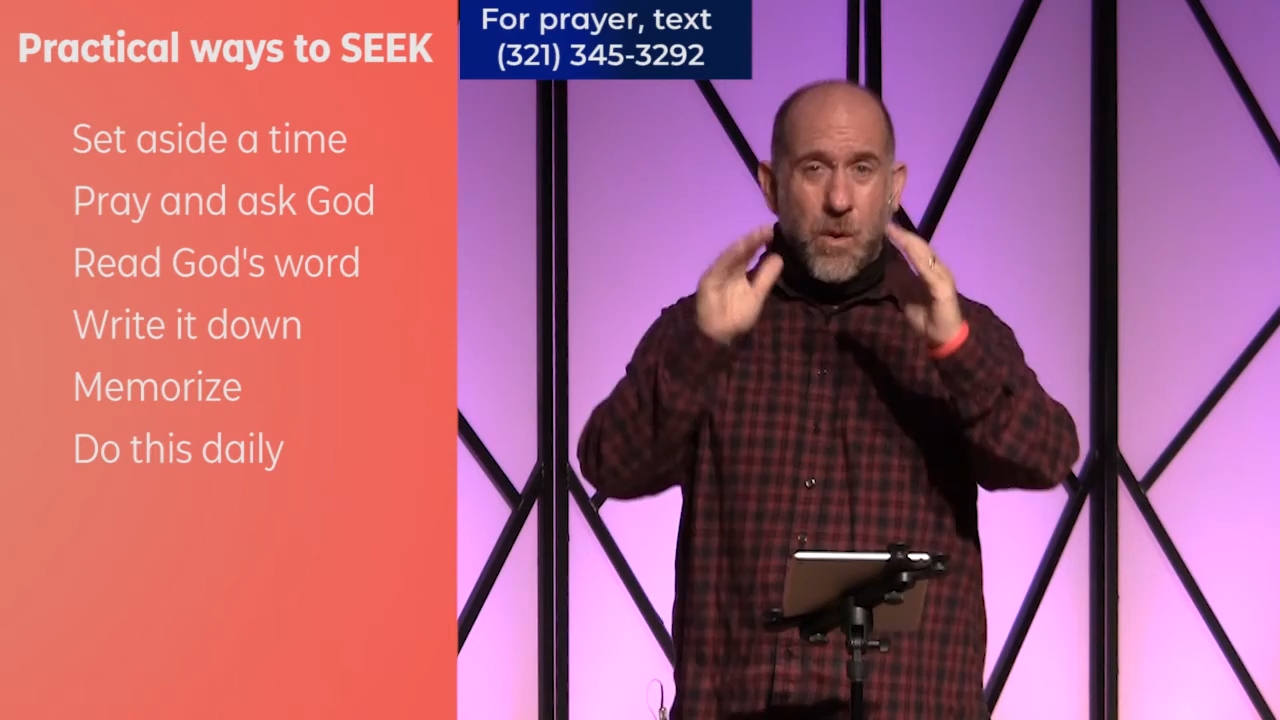 Practical ways to SEEK
For prayer, text
(321) 345-3292
Set aside a time
Pray and ask God
Read God's word
Write it down
Memorize
Do this daily